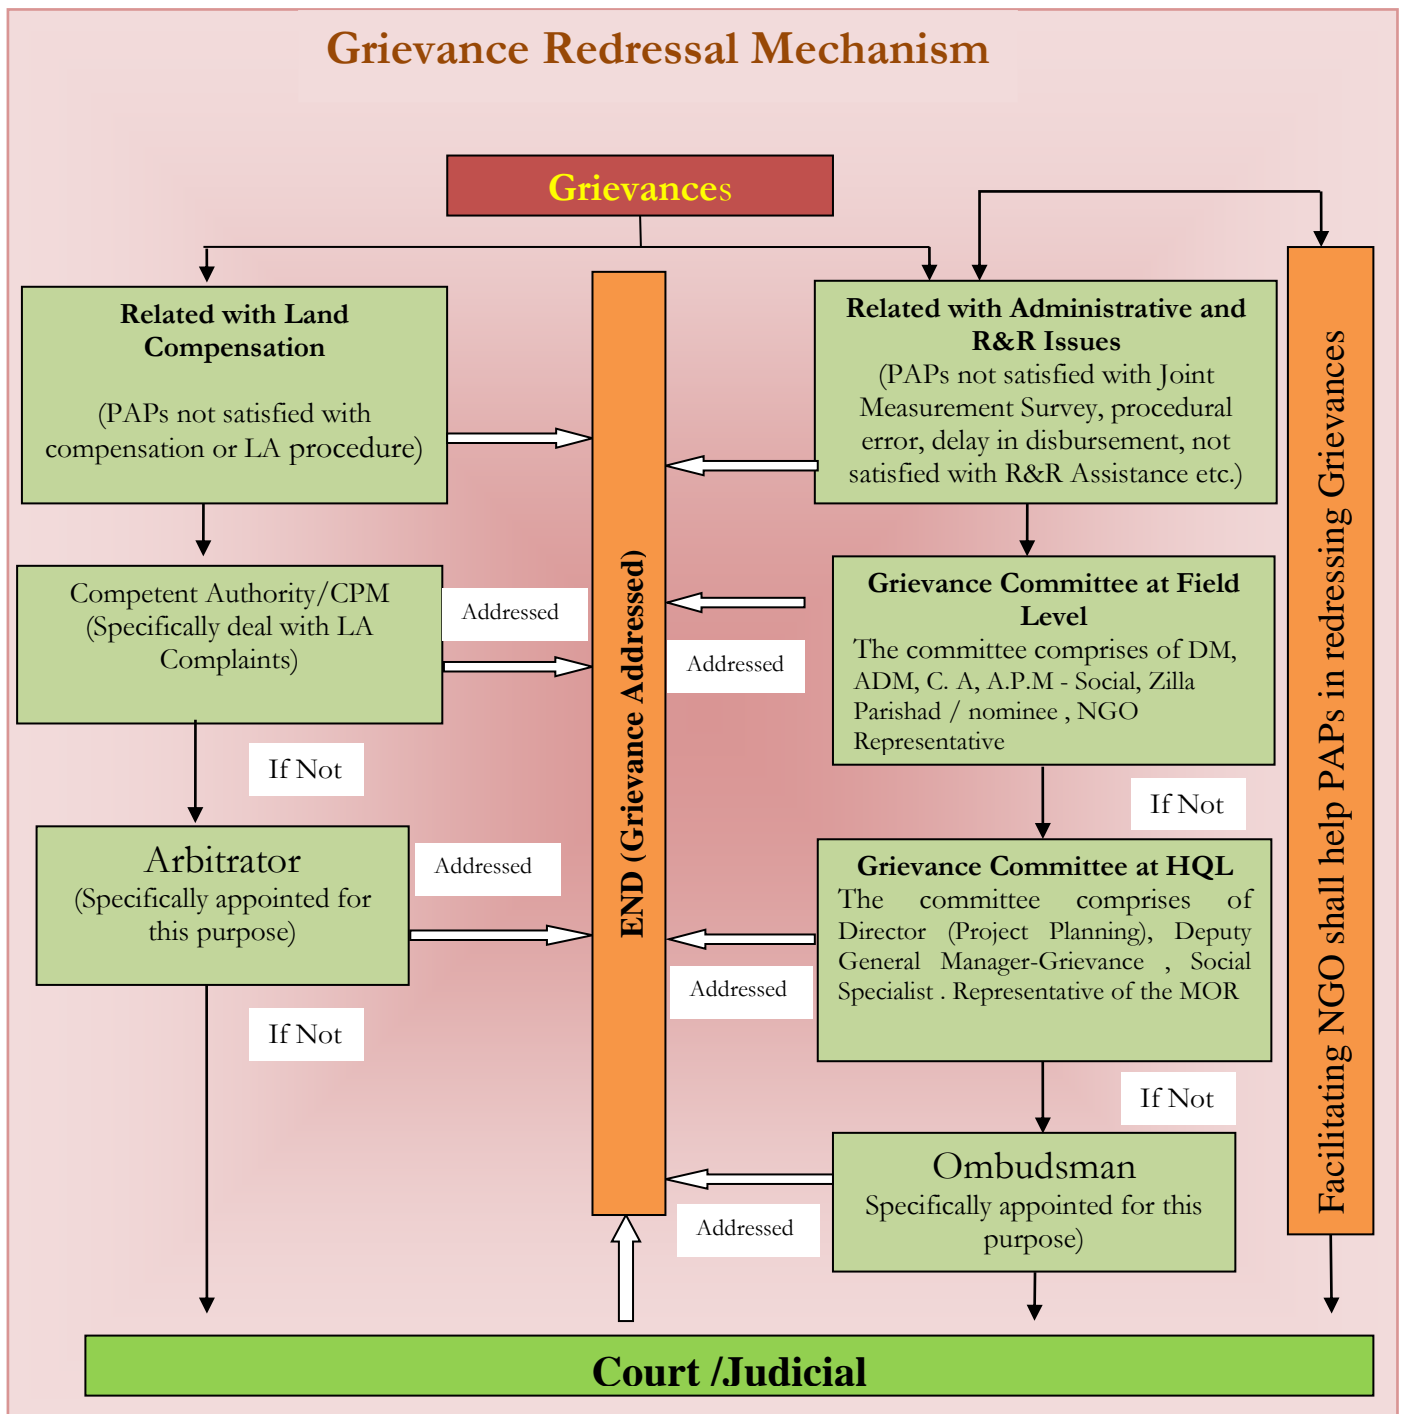 Grievance Redressal Mechanism
Grievances
Related with Land
Compensation
(PAPs not satisfied with
compensation or LA procedure)
Related with Administrative and
R&R Issues
(PAPs not satisfied with Joint
Measurement Survey, procedural
error, delay in disbursement, not
satisfied with R&R Assistance etc.)
Competent Authority/CPM
(Specifically deal with LA
Complaints)
Addressed
If Not
Arbitrator
(Specifically appointed for
this purpose)
Addressed
If Not
END (Grievance Addressed)
Grievance Committee at Field
Level
The committee comprises of DM,
ADM, C. A, A.P.M - Social, Zilla
Parishad / nominee , NGO
Representative
Addressed
If Not
Grievance Committee at HQL
The committee comprises of
Director (Project Planning), Deputy
General Manager-Grievance , Social
Specialist . Representative of the MOR
Addressed
If Not
Ombudsman
Specifically appointed for this
purpose)
Addressed
Facilitating NGO shall help PAPs in redressing Grievances
Court /Judicial